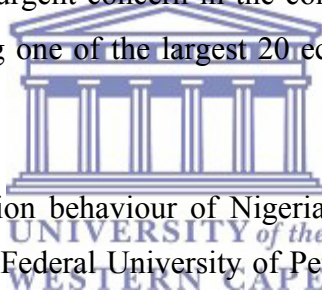 urgent concern in the con
g one of the largest 20 ec
ion behaviour of Nigeria
UNIVERSITY of the
Federal University of Pe
WESTERN CAPE